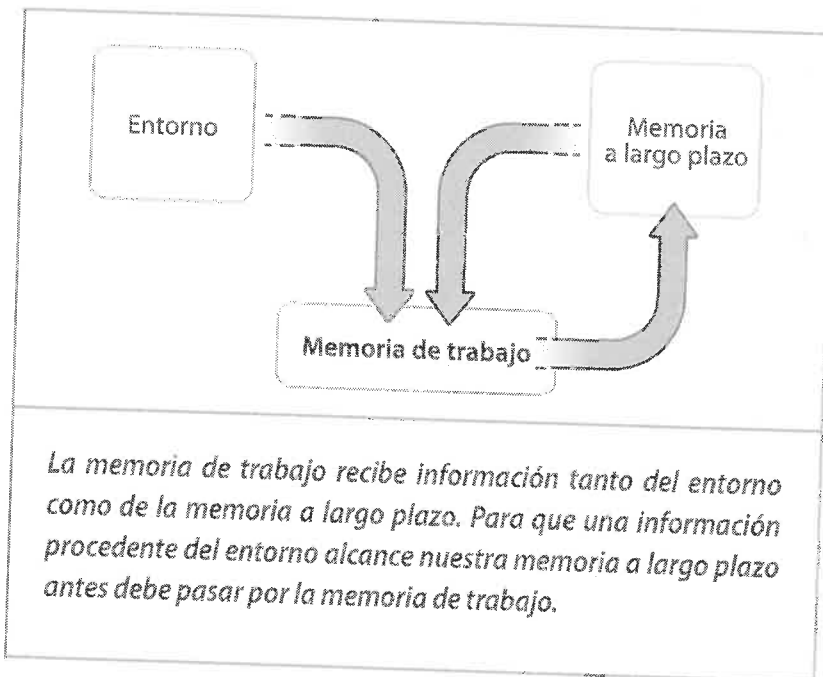 Entorno
Memoria
a largo plazo
Memoria de trabajo
La memoria de trabajo recibe información tanto del entorno
como de la memoria a largo plazo. Para que una información
procedente del entorno alcance nuestra memoria a largo plazo
antes debe pasar por la memoria de trabajo.